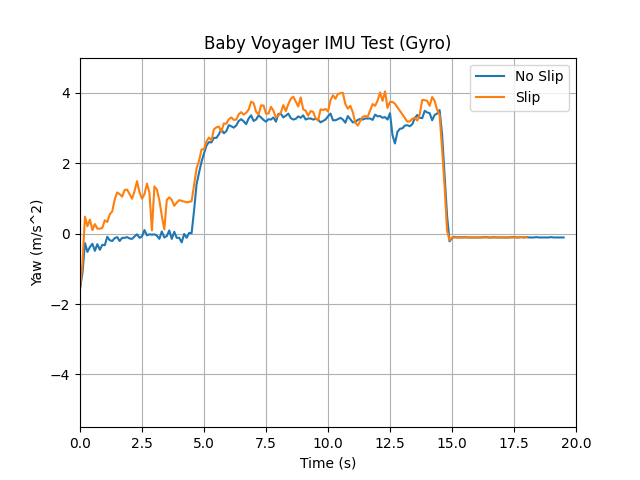 Baby Voyager IMU Test (Gyro)
No Slip
Slip
Yaw (m/s^2)
4
2
0
−2
−4
0.0 2.5 5.0 7.5 10.0 12.5 15.0 17.5 20.0
Time (s)